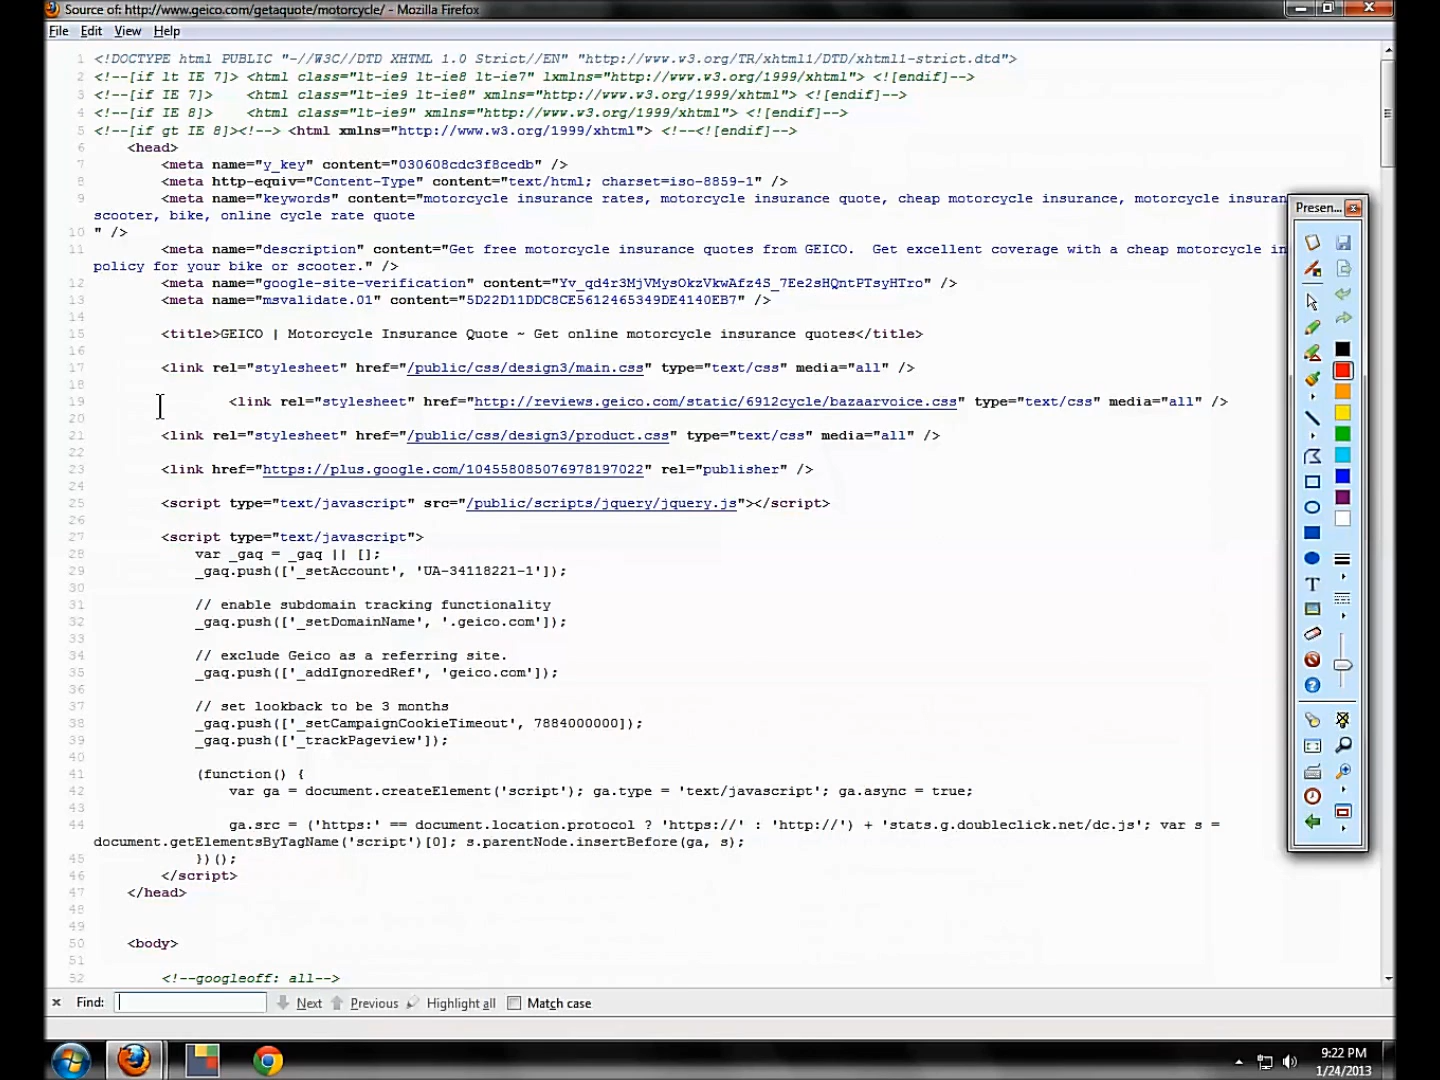 Source of: http://www.geico.com/getaquote/motorcycle/ - Mozilla Firefox
File Edit View Help
1 <!DOCTYPE html PUBLIC "-//W3C//DTD XHTML 1.0 Strict//EN" "http://www.w3.org/TR/xhtml1/DTD/xhtml1-strict.dtd">
2 <!--[if lt IE 7]> <html class="lt-ie9 lt-ie8 lt-ie7" lxmlns="http://www.w3.org/1999/xhtml"> <![endif]-->
3 <!--[if IE 7]> <html class="lt-ie9 lt-ie8" xmlns="http://www.w3.org/1999/xhtml"> <![endif]-->
4 <!--[if IE 8]> <html class="lt-ie9" xmlns="http://www.w3.org/1999/xhtml"> <![endif]-->
5 <!--[if gt IE 8]><!--> <html xmlns="http://www.w3.org/1999/xhtml"> <!--<![endif]-->
6 <head>
7 <meta name="y_key" content="030608cdc3f8cedb" />
8 <meta http-equiv="Content-Type" content="text/html; charset=iso-8859-1" />
9 <meta name="keywords" content="motorcycle insurance rates, motorcycle insurance quote, cheap motorcycle insurance, motorcycle insuran
scooter, bike, online cycle rate quote
10 " />
11 <meta name="description" content="Get free motorcycle insurance quotes from GEICO. Get excellent coverage with a cheap motorcycle in
policy for your bike or scooter." />
12 <meta name="google-site-verification" content="Yv_qd4r3MjVMysOkzVkwAfz4S_7Ee2sHQntPTsyHTro" />
13 <meta name="msvalidate.01" content="5D22D11DDC8CE5612465349DE4140EB7" />
14
15 <title>GEICO | Motorcycle Insurance Quote ~ Get online motorcycle insurance quotes</title>
16
17 <link rel="stylesheet" href="/public/css/design3/main.css" type="text/css" media="all" />
18
19 <link rel="stylesheet" href="http://reviews.geico.com/static/6912cycle/bazaarvoice.css" type="text/css" media="all" />
20
21 <link rel="stylesheet" href="/public/css/design3/product.css" type="text/css" media="all" />
22
23 <link href="https://plus.google.com/104558085076978197022" rel="publisher" />
24
25 <script type="text/javascript" src="/public/scripts/jquery/jquery.js"></script>
26
27 <script type="text/javascript">
28 var _gaq = _gaq || [];
29 _gaq.push(['_setAccount', 'UA-34118221-1']);
30
31 // enable subdomain tracking functionality
32 _gaq.push(['_setDomainName', '.geico.com']);
33
34 // exclude Geico as a referring site.
35 _gaq.push(['_addIgnoredRef', 'geico.com']);
36
37 // set lookback to be 3 months
38 _gaq.push(['_setCampaignCookieTimeout', 7884000000]);
39 _gaq.push(['_trackPageview']);
40
41 (function() {
42 var ga = document.createElement('script'); ga.type = 'text/javascript'; ga.async = true;
43
44 ga.src = ('https:' == document.location.protocol ? 'https://' : 'http://') + 'stats.g.doubleclick.net/dc.js'; var s =
document.getElementsByTagName('script')[0]; s.parentNode.insertBefore(ga, s);
45 })();
46 </script>
47 </head>
48
49
50 <body>
51
52 <!--googleoff: all-->
Presen...
T
Find: Next Previous Highlight all Match case
9:22 PM
1/24/2013